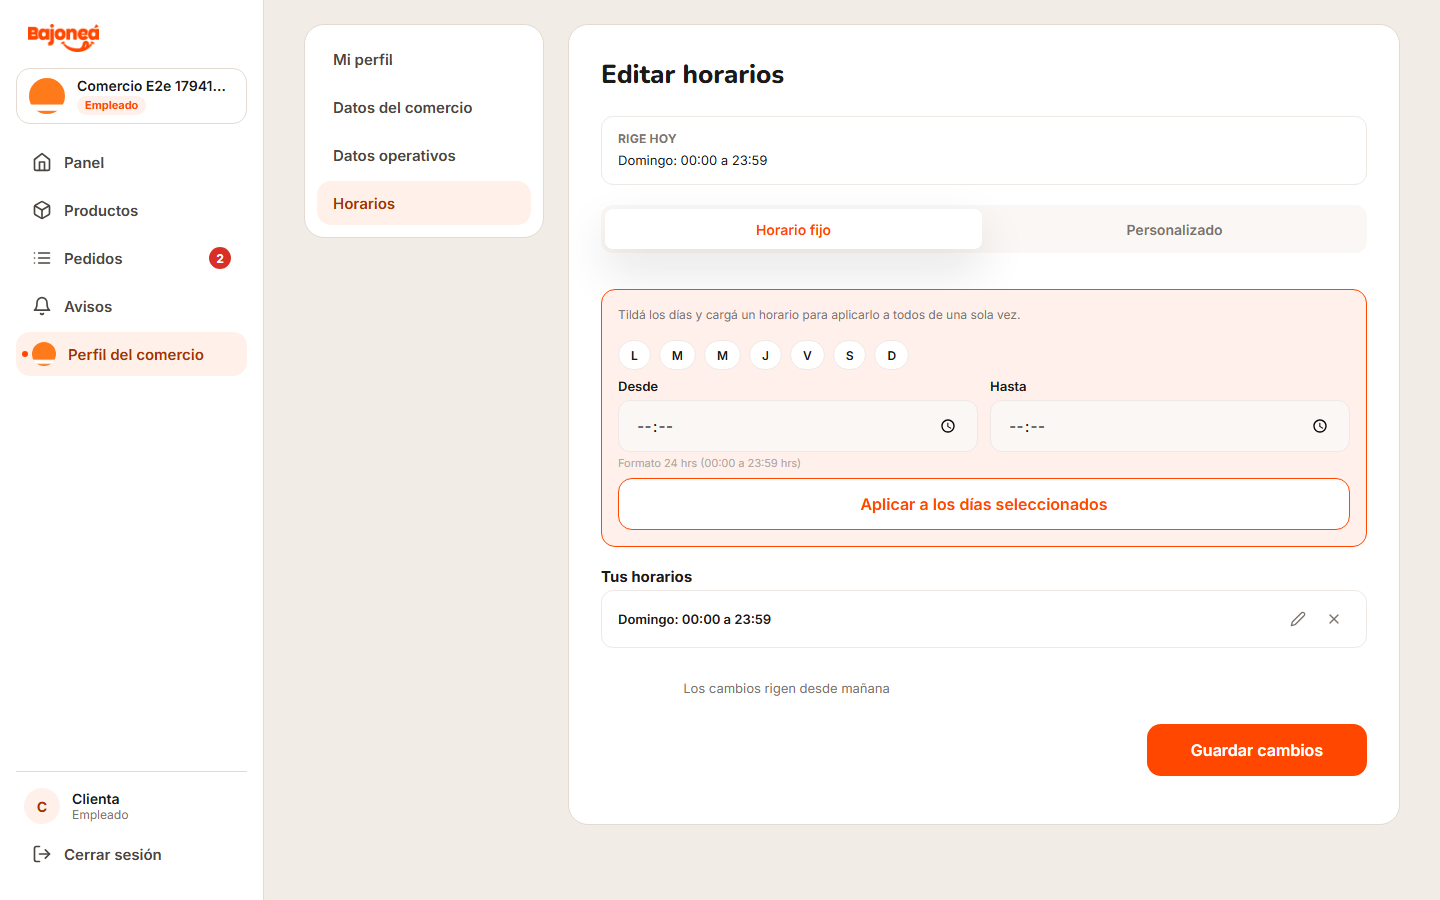 Bajoneá
Comercio E2e 17941...
Empleado
Panel
Productos
Pedidos
2
Avisos
Perfil del comercio
C
Clienta
Empleado
Cerrar sesión
Mi perfil
Datos del comercio
Datos operativos
Horarios
Editar horarios
RIGE HOY
Domingo: 00:00 a 23:59
Horario fijo
Personalizado
Tildá los días y cargá un horario para aplicarlo a todos de una sola vez.
L M M J V S D
Desde
Hasta
--:--
--:--
Formato 24 hrs (00:00 a 23:59 hrs)
Aplicar a los días seleccionados
Tus horarios
Domingo: 00:00 a 23:59
Los cambios rigen desde mañana
Guardar cambios